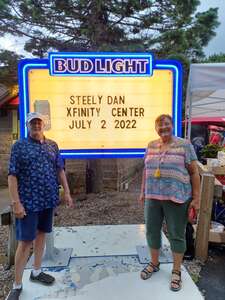 BUD LIGHT
STEELY DAN
XFINITY CENTER
JULY 2 2022